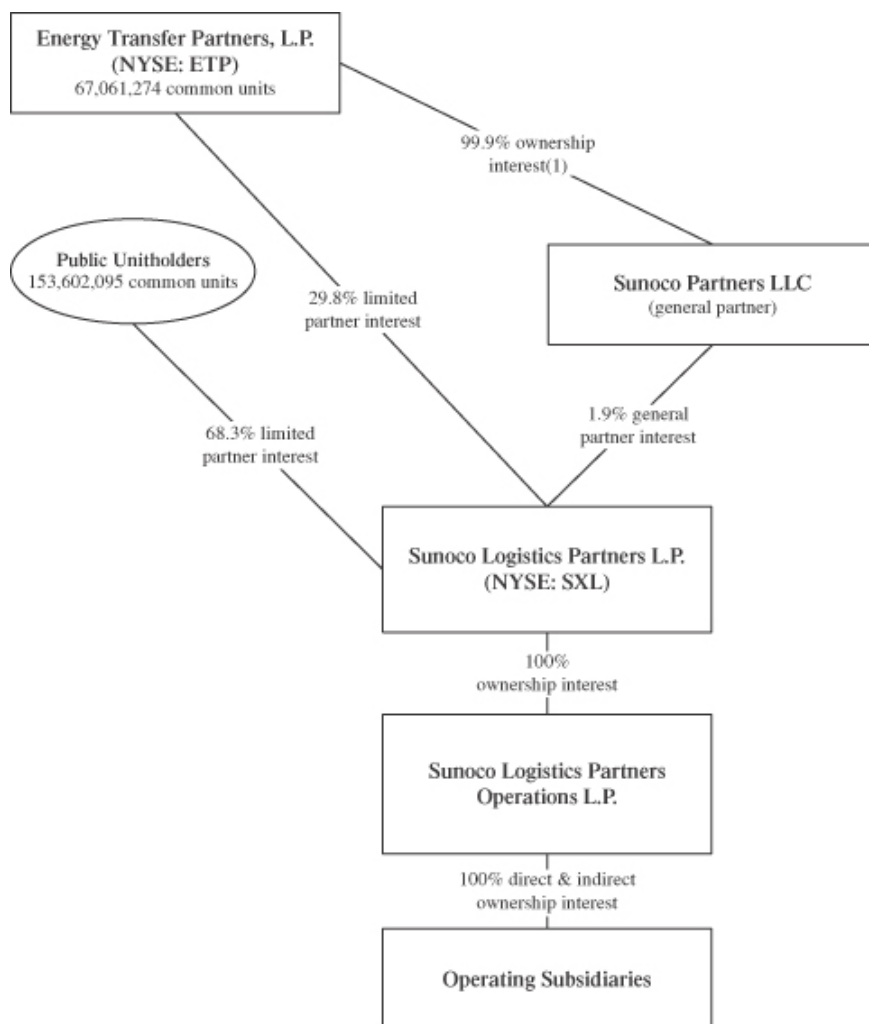 Energy Transfer Partners, L.P.
(NYSE: ETP)
67,061,274 common units
99.9% ownership
interest(1)
Public Unitholders
153,602,095 common units
Sunoco Partners LLC
(general partner)
29.8% limited
partner interest
1.9% general
partner interest
68.3% limited
partner interest
Sunoco Logistics Partners L.P.
(NYSE: SXL)
100%
ownership interest
Sunoco Logistics Partners
Operations L.P.
100% direct & indirect
ownership interest
Operating Subsidiaries